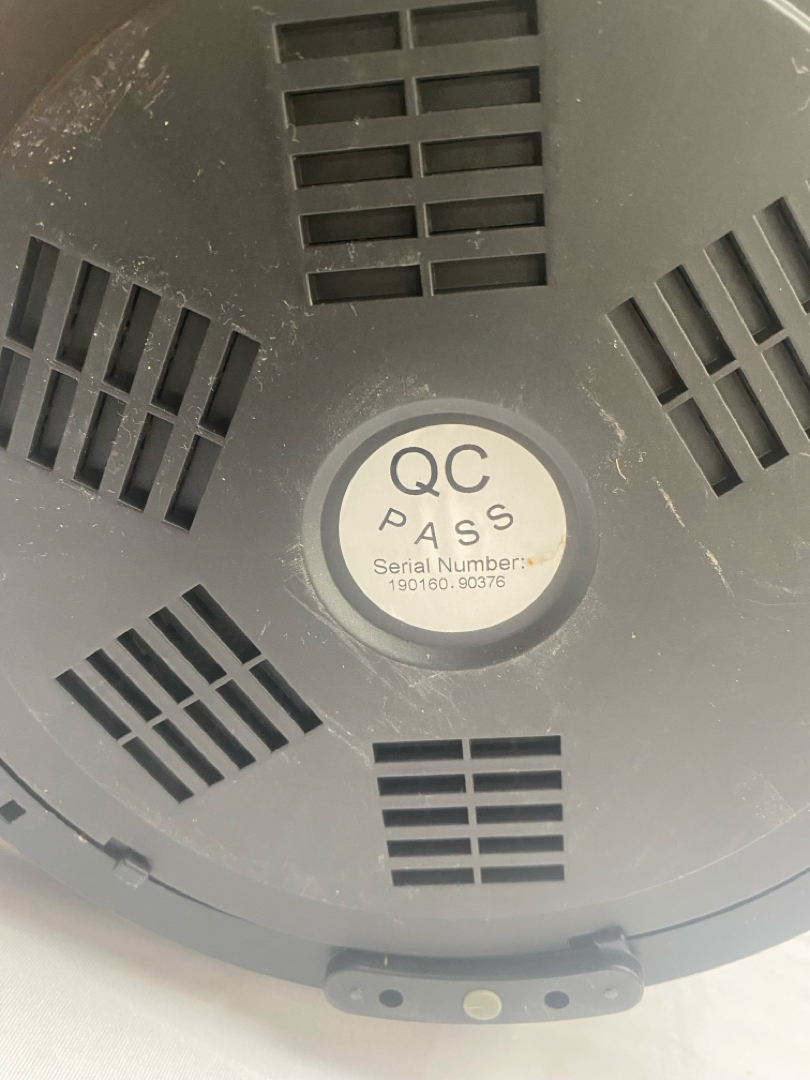 QC
PASS
Serial Number:
190160.90376